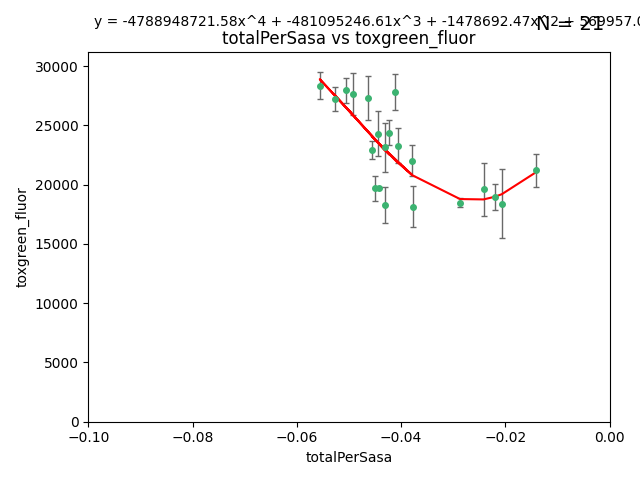 y = -4788948721.58x^4 + -481095246.61x^3 + -1478692.47x^2 + 569957.0
N = 21
totalPerSasa vs toxgreen_fluor
30000
25000
20000
15000
10000
5000
0
toxgreen_fluor
−0.10 −0.08 −0.06 −0.04 −0.02 0.00
totalPerSasa